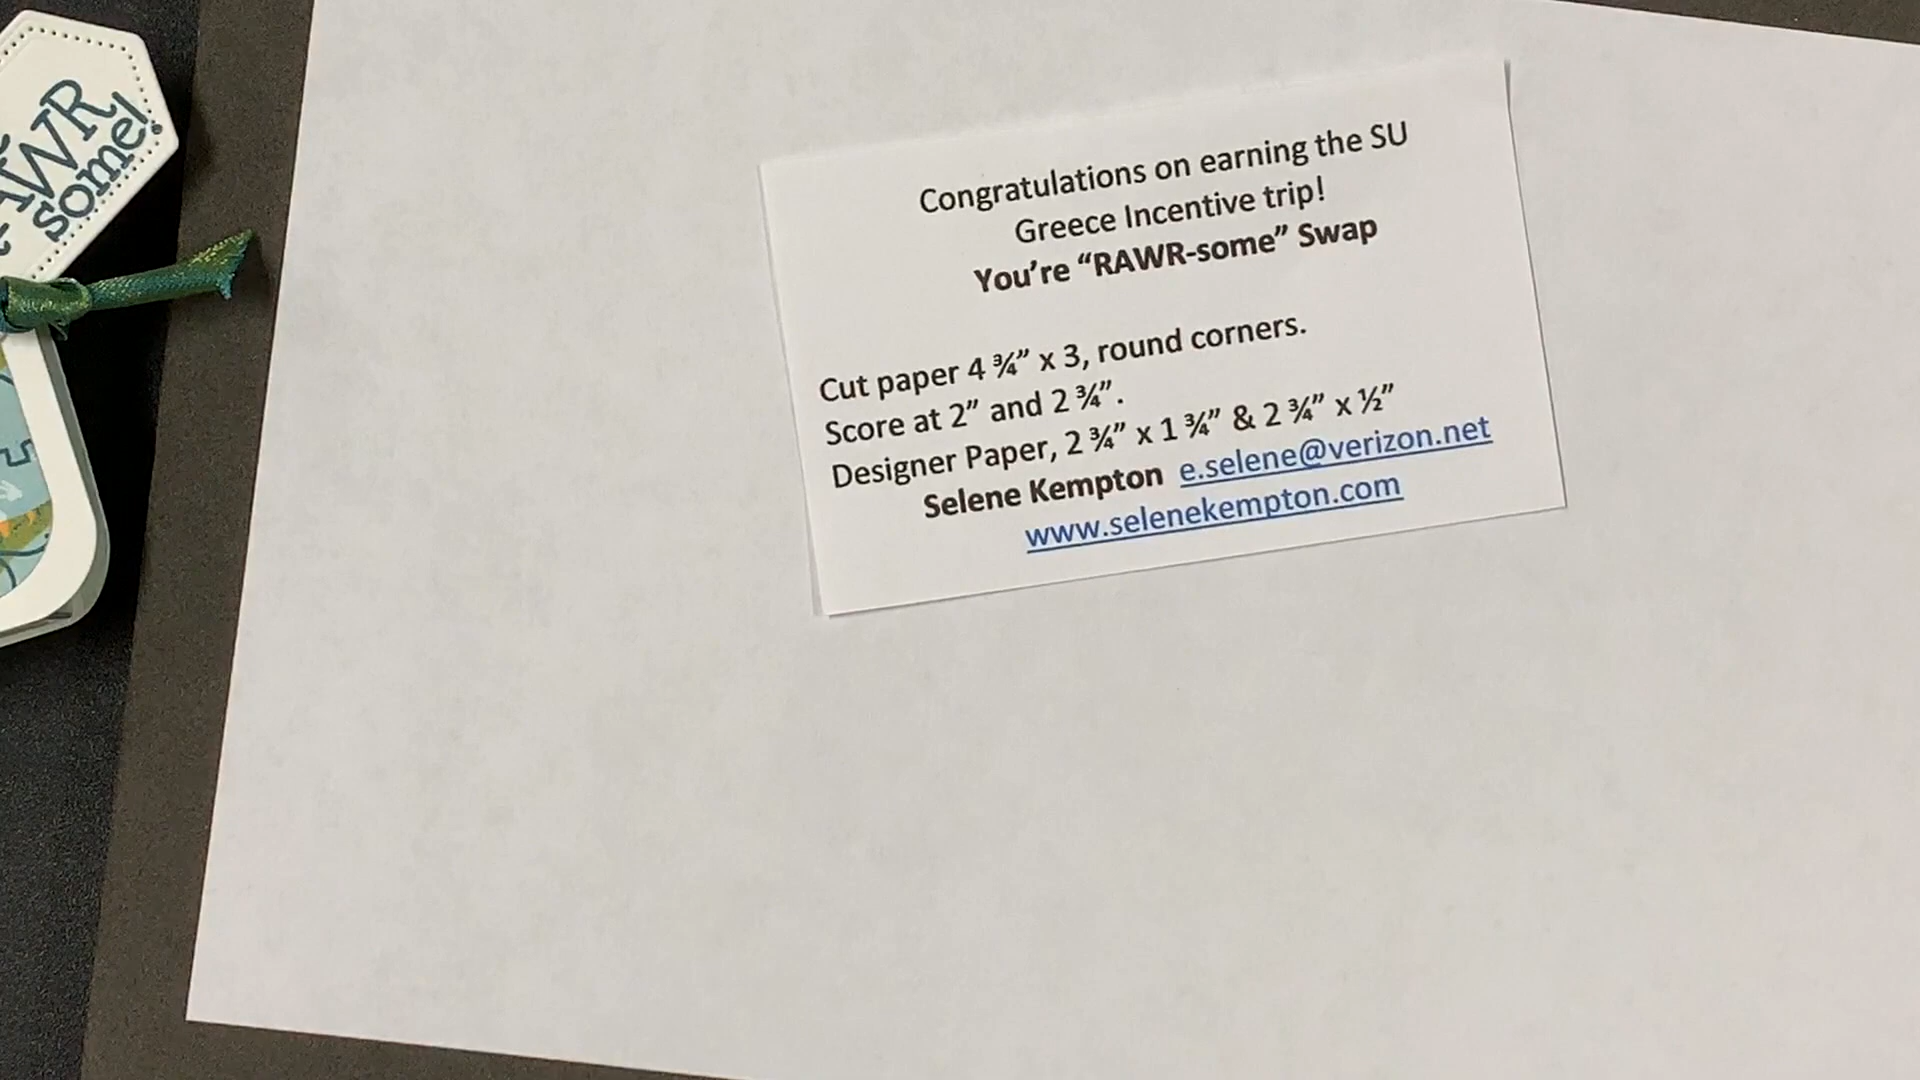 AWR
some!
Congratulations on earning the SU
Greece Incentive trip!
You're “RAWR-some” Swap
Cut paper 4 ¾” x 3, round corners.
Score at 2” and 2 ¾”.
Designer Paper, 2 ¾” x 1 ¾” & 2 ¾” x ½”
Selene Kempton e.selene@verizon.net
www.selenekempton.com